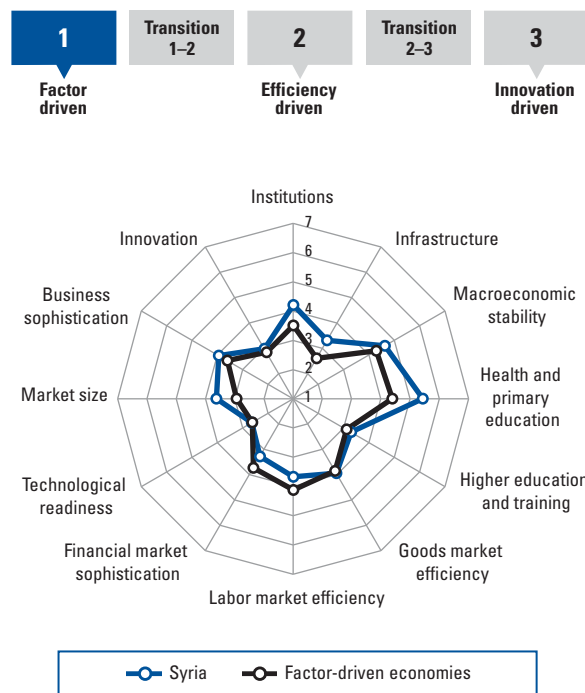 1
Transition
1–2
2
Transition
2–3
3
Factor
driven
Efficiency
driven
Innovation
driven
Institutions
7
6
5
4
3
2
1
Infrastructure
Macroeconomic
stability
Health and
primary
education
Higher education
and training
Goods market
efficiency
Labor market efficiency
Financial market
sophistication
Technological
readiness
Market size
Business
sophistication
Innovation
Syria
Factor-driven economies